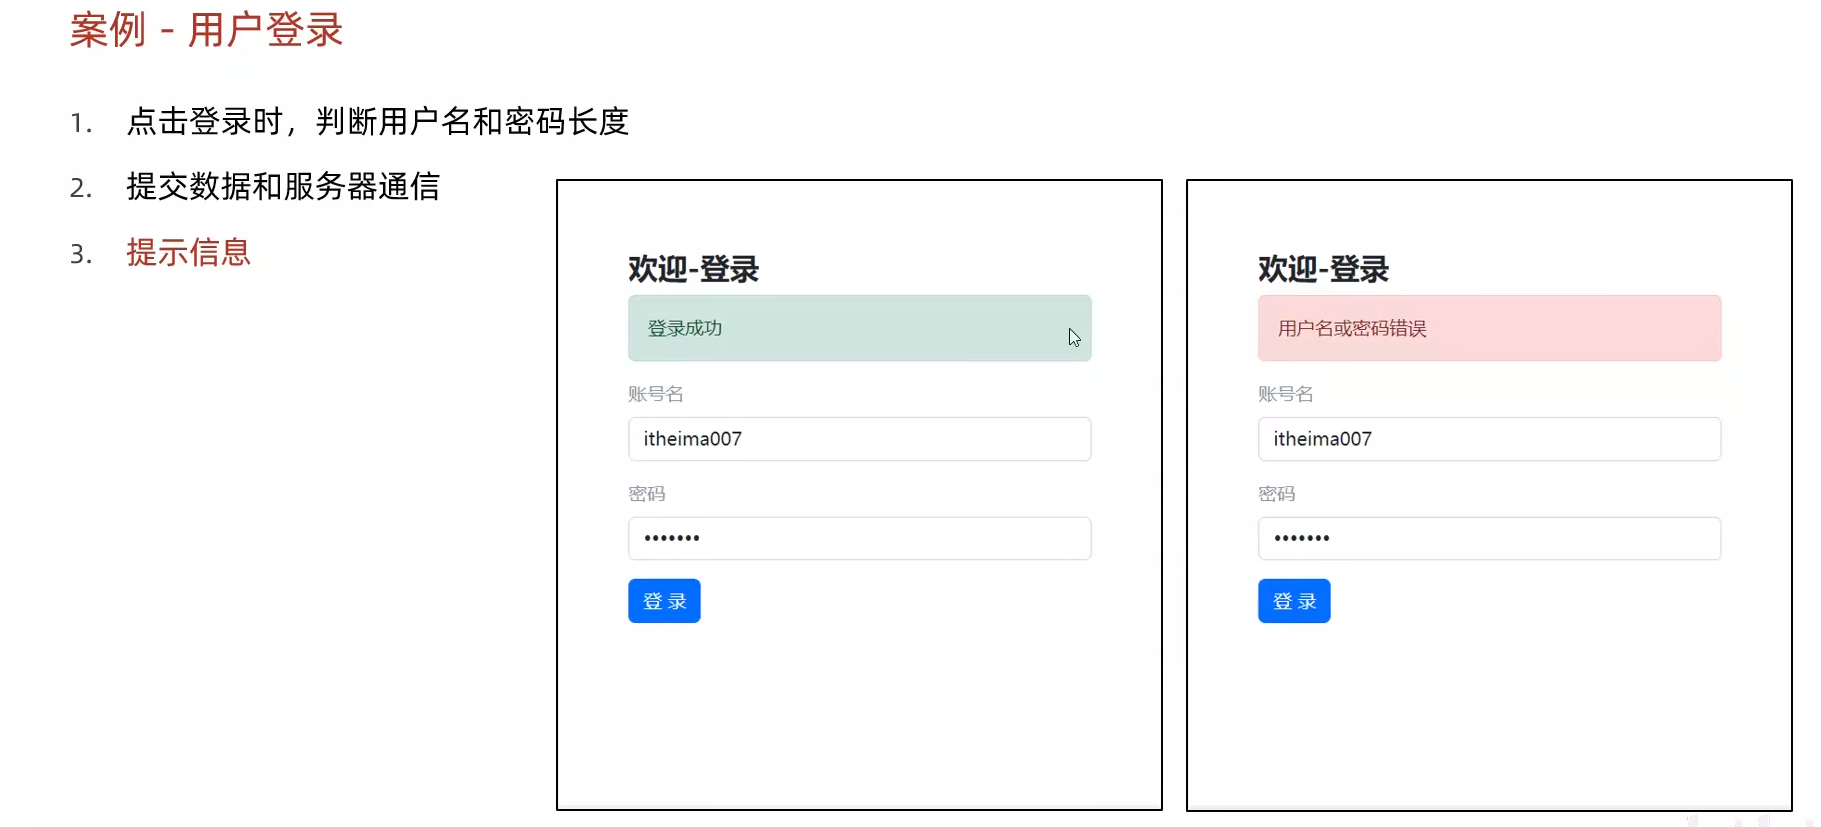 案例 - 用户登录
1. 点击登录时，判断用户名和密码长度
2. 提交数据和服务器通信
3. 提示信息
欢迎-登录
登录成功
账号名
itheima007
密码
•••••••
登 录
欢迎-登录
用户名或密码错误
账号名
itheima007
密码
•••••••
登 录